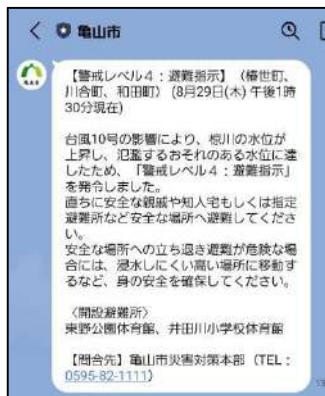 亀山市
【警戒レベル4：避難指示】（椿世町、
川合町、和田町）（8月29日(木) 午後1時
30分現在）
台風10号の影響により、椋川の水位が
上昇し、氾濫するおそれのある水位に達
したため、「警戒レベル4：避難指示」
を発令しました。
直ちに安全な親戚や知人宅もしくは指定
避難所など安全な場所へ避難してくださ
い。
安全な場所への立ち退き避難が危険な場
合には、浸水しにくい高い場所に移動す
るなど、身の安全を確保してください。
〈開設避難所〉
東野公園体育館、井田川小学校体育館
【問合先】亀山市災害対策本部（TEL：
0595-82-1111）